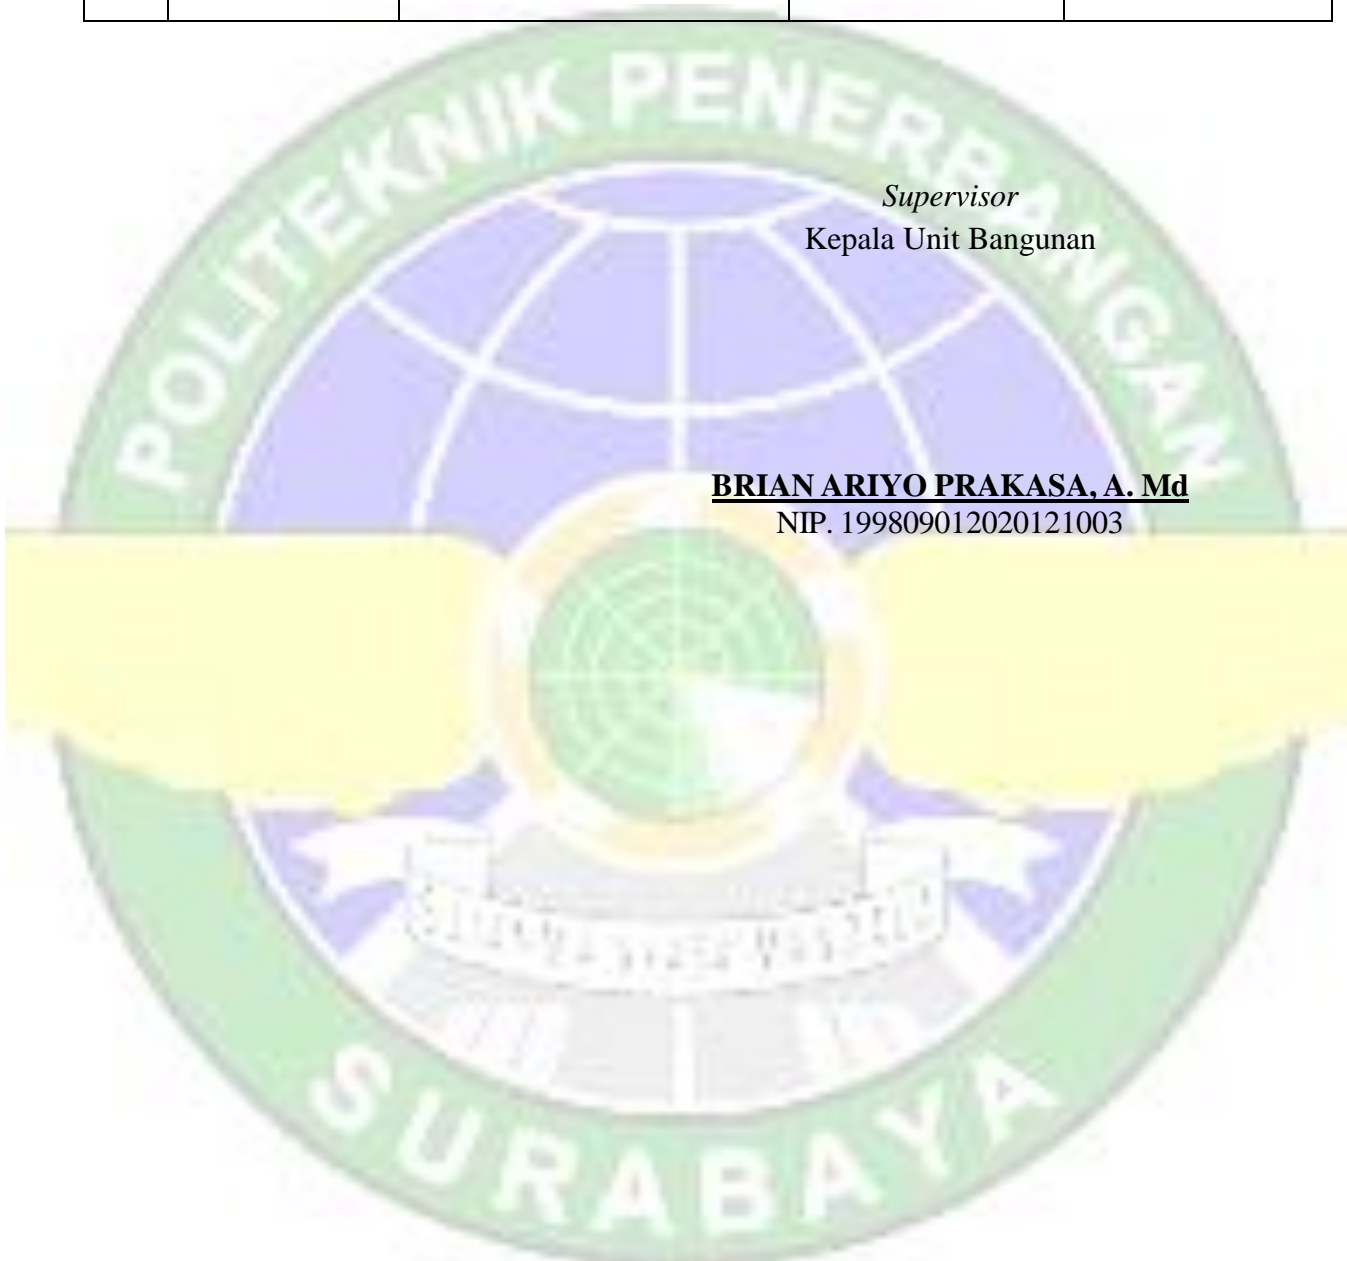 POLITEKNIK PENERBANGAN
Supervisor
Kepala Unit Bangunan
BRIAN ARIYO PRAKASA, A. Md
NIP. 199809012020121003
SURABAYA